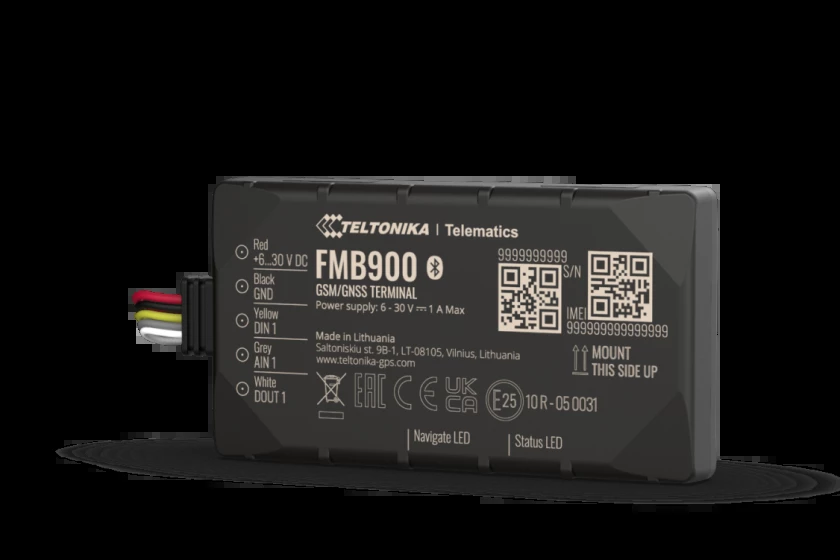 TELTONIKA | Telematics
Red
+6...30 V DC
Black
GND
Yellow
DIN 1
Grey
AIN 1
White
DOUT 1
FMB900
GSM/GNSS TERMINAL
Power supply: 6 - 30 V ⎓ 1 A Max
Made in Lithuania
Saltoniskiu st. 9B-1, LT-08105, Vilnius, Lithuania
www.teltonika-gps.com
9999999999
S/N
IMEI
999999999999999
MOUNT
THIS SIDE UP
EAC CE UKCA E25 10 R - 05 0031
Navigate LED
Status LED